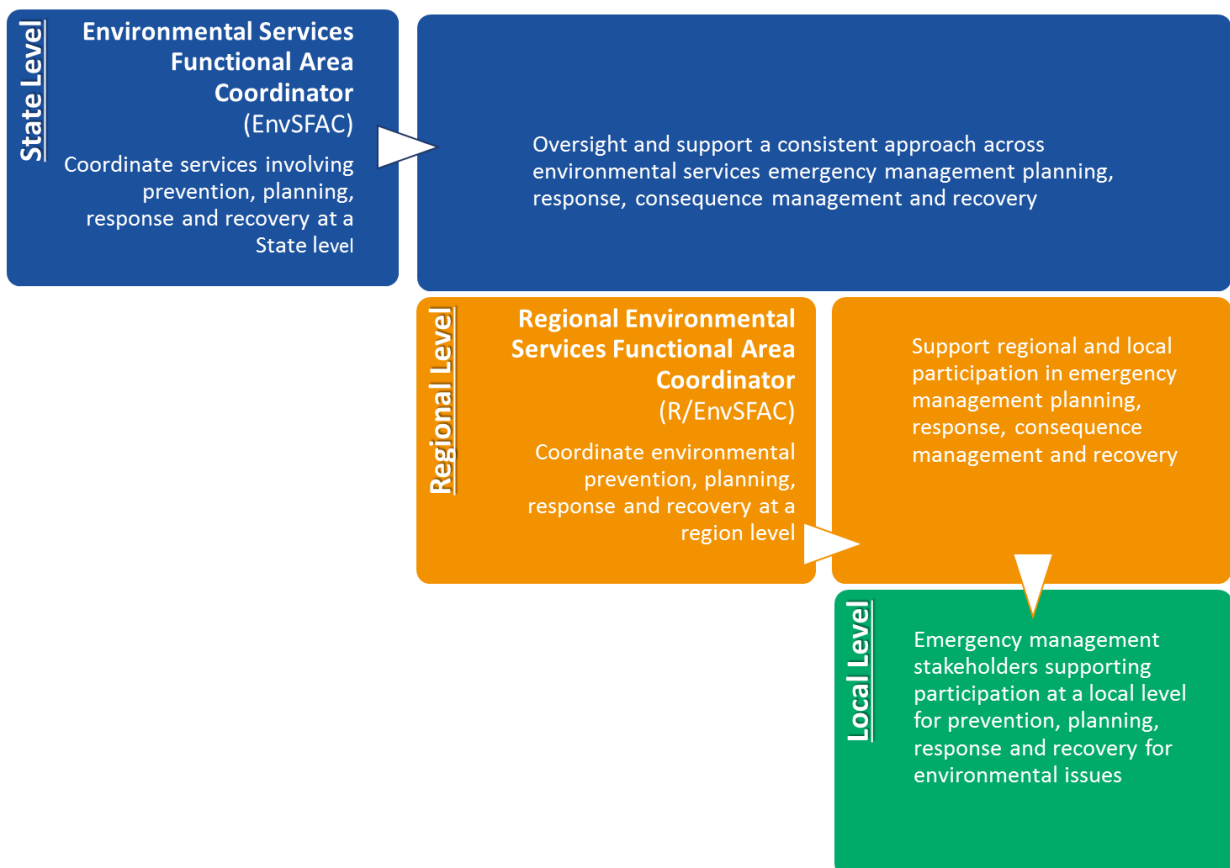 State Level
Environmental Services
Functional Area
Coordinator
(EnvSFAC)
Coordinate services involving
prevention, planning,
response and recovery at a
State level
Oversight and support a consistent approach across
environmental services emergency management planning,
response, consequence management and recovery
Regional Level
Regional Environmental
Services Functional Area
Coordinator
(R/EnvSFAC)
Coordinate environmental
prevention, planning,
response and recovery at a
region level
Support regional and local
participation in emergency
management planning,
response, consequence
management and recovery
Local Level
Emergency management
stakeholders supporting
participation at a local level
for prevention, planning,
response and recovery for
environmental issues